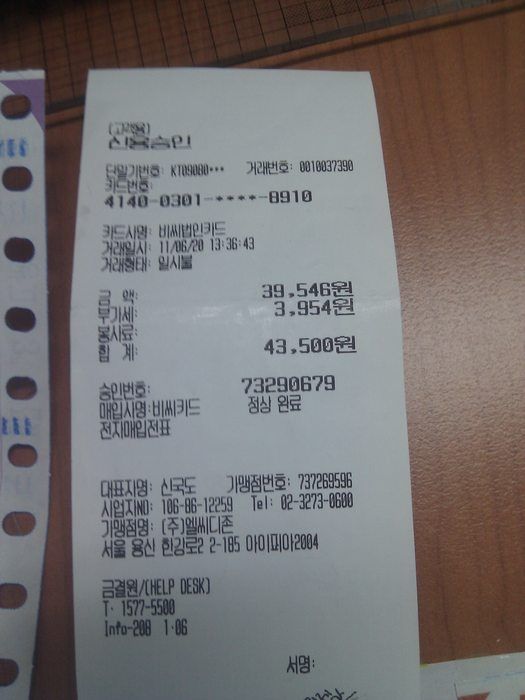 (고객용)
신용승인
단말기번호: KT09080*** 거래번호: 0010037390
카드번호:
4140-0301-****-8910
카드사명: 비씨법인카드
거래일시: 11/06/20 13:36:43
거래형태: 일시불
금 액: 39,546원
부가세: 3,954원
봉사료:
합 계: 43,500원
승인번호: 73290679
매입사명:비씨카드 정상 완료
전자매입전표
대표자명: 신국도 가맹점번호: 737269596
사업자NO: 106-86-12259 Tel: 02-3273-0600
가맹점명: (주)엘씨디존
서울 용산 한강로2 2-185 아이피아2004
금결원/(HELP DESK)
T· 1577-5500
Info-208 1·06
서명: